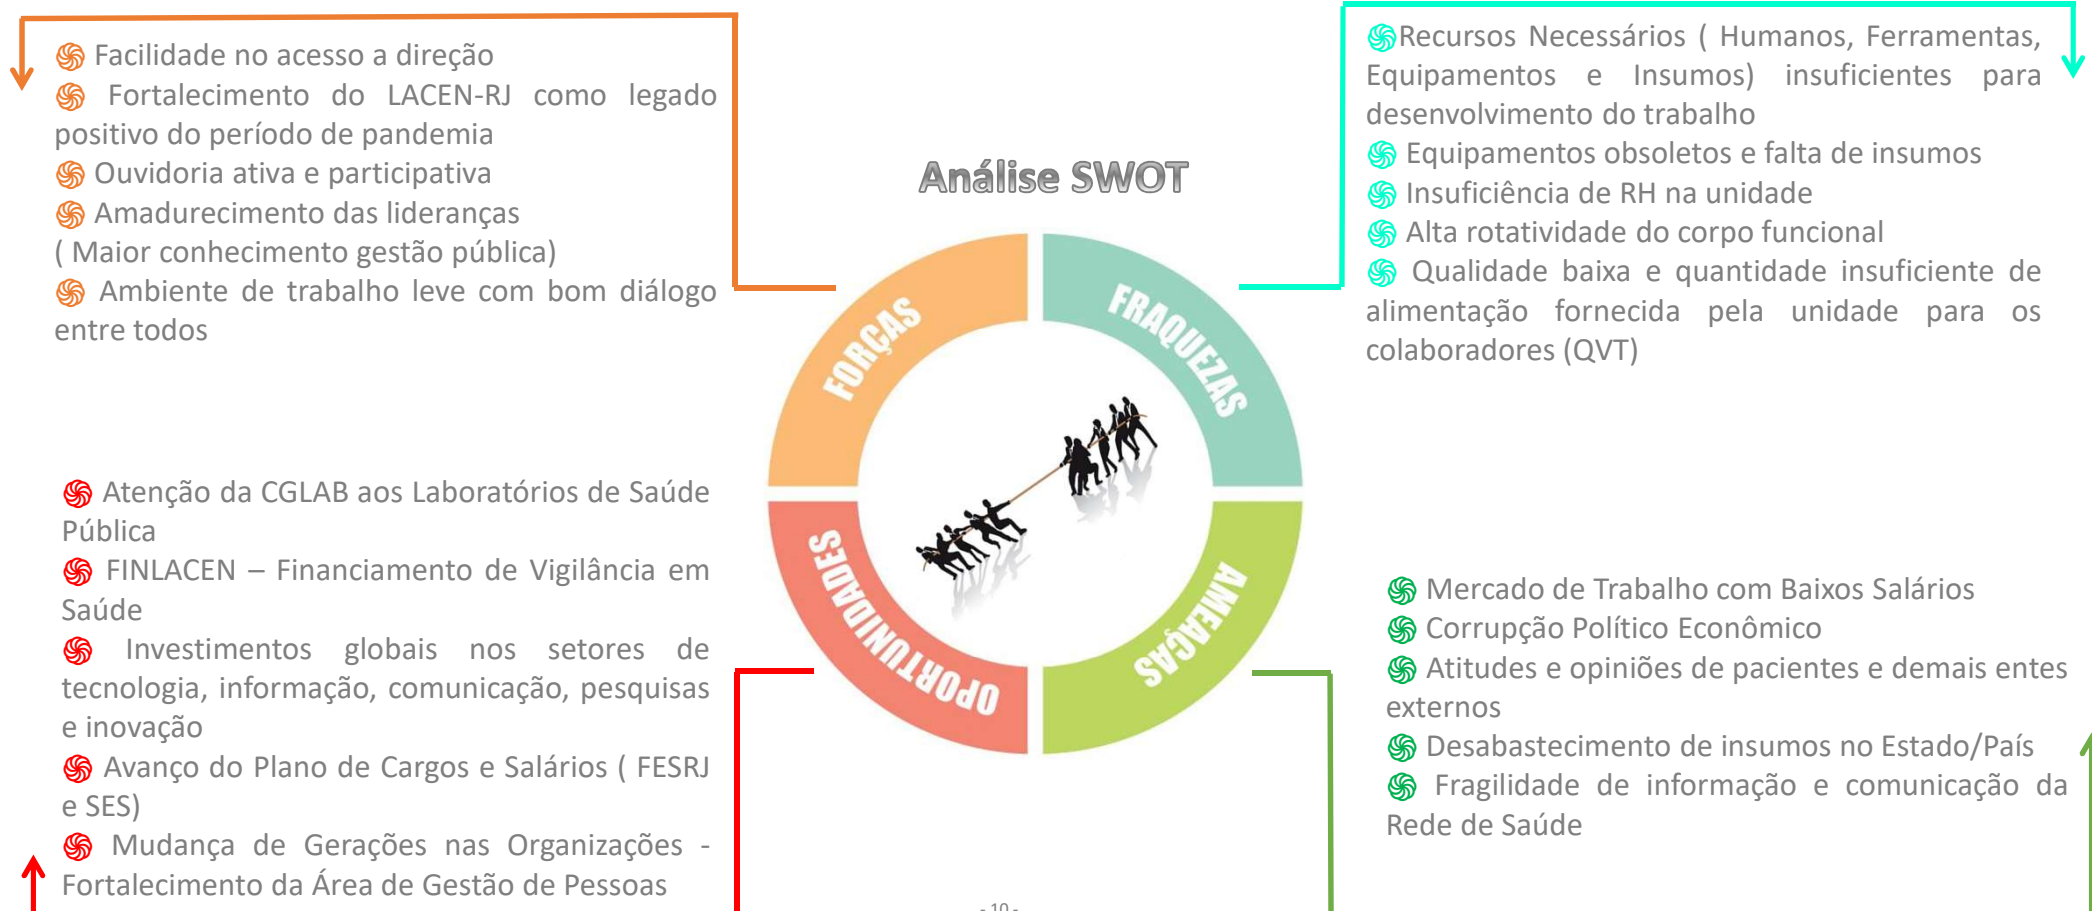 Facilidade no acesso a direção
Fortalecimento do LACEN-RJ como legado
positivo do período de pandemia
Ouvidoria ativa e participativa
Amadurecimento das lideranças
( Maior conhecimento gestão pública)
Ambiente de trabalho leve com bom diálogo
entre todos
Análise SWOT
FORÇAS
FRAQUEZAS
OPORTUNIDADES
AMEAÇAS
Recursos Necessários ( Humanos, Ferramentas,
Equipamentos e Insumos) insuficientes para
desenvolvimento do trabalho
Equipamentos obsoletos e falta de insumos
Insuficiência de RH na unidade
Alta rotatividade do corpo funcional
Qualidade baixa e quantidade insuficiente de
alimentação fornecida pela unidade para os
colaboradores (QVT)
Atenção da CGLAB aos Laboratórios de Saúde
Pública
FINLACEN – Financiamento de Vigilância em
Saúde
Investimentos globais nos setores de
tecnologia, informação, comunicação, pesquisas
e inovação
Avanço do Plano de Cargos e Salários ( FESRJ
e SES)
Mudança de Gerações nas Organizações -
Fortalecimento da Área de Gestão de Pessoas
Mercado de Trabalho com Baixos Salários
Corrupção Político Econômico
Atitudes e opiniões de pacientes e demais entes
externos
Desabastecimento de insumos no Estado/País
Fragilidade de informação e comunicação da
Rede de Saúde
- 10 -